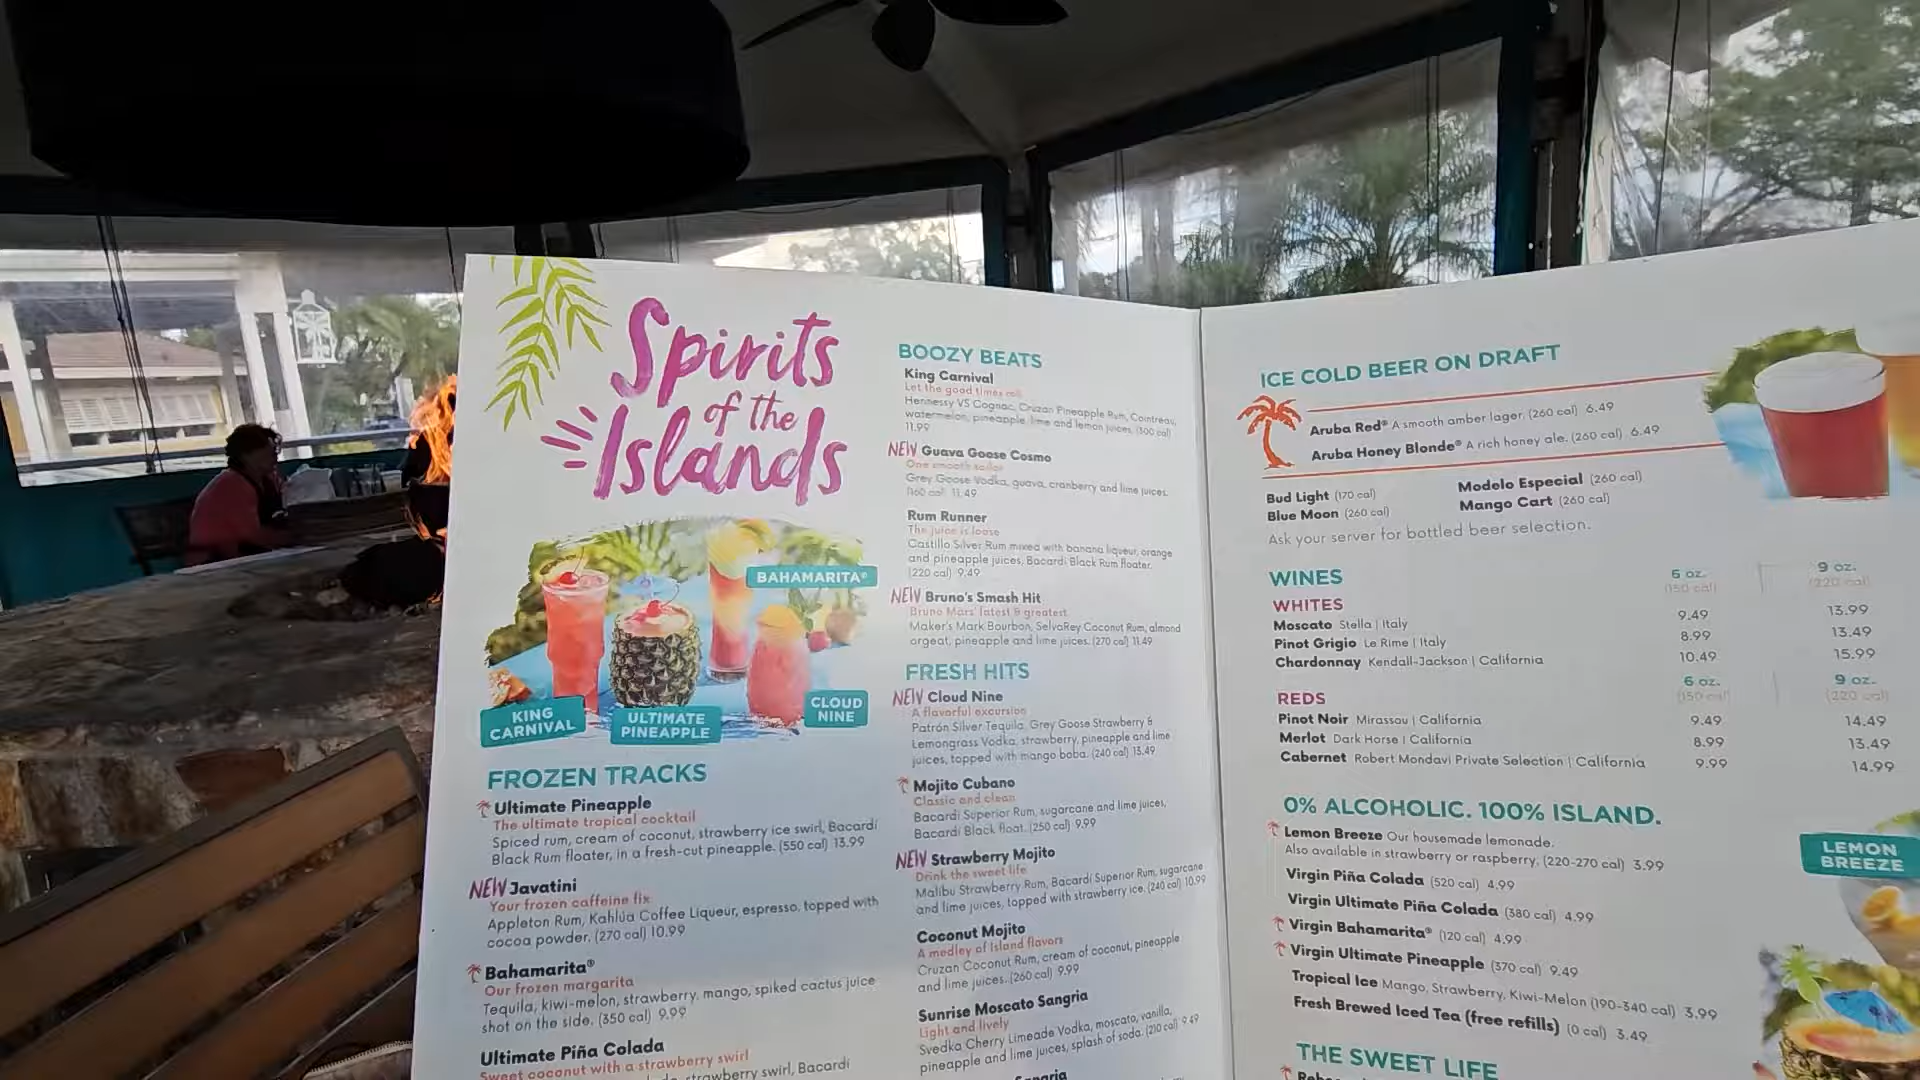 Spirits
of the
Islands
BAHAMARITA®
KING
CARNIVAL
ULTIMATE
PINEAPPLE
CLOUD
NINE
FROZEN TRACKS
Ultimate Pineapple
The ultimate tropical cocktail
Spiced rum, cream of coconut, strawberry ice swirl, Bacardi
Black Rum floater, in a fresh-cut pineapple. (550 cal) 13.99
NEW Javatini
Your frozen caffeine fix
Appleton Rum, Kahlúa Coffee Liqueur, espresso, topped with
cocoa powder. (270 cal) 10.99
Bahamarita®
Our frozen margarita
Tequila, kiwi-melon, strawberry, mango, spiked cactus juice
shot on the side. (350 cal) 9.99
Ultimate Piña Colada
Sweet coconut with a strawberry swirl
strawberry swirl, Bacardi
BOOZY BEATS
King Carnival
Let the good times roll
Hennessy VS Cognac, Cruzan Pineapple Rum, Cointreau,
watermelon, pineapple, lime and lemon juices. (300 cal)
11.99
NEW Guava Goose Cosmo
One smooth sailor
Grey Goose Vodka, guava, cranberry and lime juices.
(160 cal) 11.49
Rum Runner
The juice is loose
Castillo Silver Rum mixed with banana liqueur, orange
and pineapple juices, Bacardi Black Rum floater.
(220 cal) 9.49
NEW Bruno's Smash Hit
Bruno Mars' latest & greatest
Maker's Mark Bourbon, SelvaRey Coconut Rum, almond
orgeat, pineapple and lime juices. (270 cal) 11.49
FRESH HITS
NEW Cloud Nine
A flavorful excursion
Patrón Silver Tequila, Grey Goose Strawberry &
Lemongrass Vodka, strawberry, pineapple and lime
juices, topped with mango boba. (240 cal) 13.49
Mojito Cubano
Classic and clean
Bacardi Superior Rum, sugarcane and lime juices,
Bacardi Black float. (250 cal) 9.99
NEW Strawberry Mojito
Drink the sweet life
Malibu Strawberry Rum, Bacardi Superior Rum, sugarcane
and lime juices, topped with strawberry ice. (240 cal) 10.99
Coconut Mojito
A medley of Island flavors
Cruzan Coconut Rum, cream of coconut, pineapple
and lime juices. (260 cal) 9.99
Sunrise Moscato Sangria
Light and lively
Svedka Cherry Limeade Vodka, moscato, vanilla,
pineapple and lime juices, splash of soda. (210 cal) 9.49
ICE COLD BEER ON DRAFT
Aruba Red® A smooth amber lager. (260 cal) 6.49
Aruba Honey Blonde® A rich honey ale. (260 cal) 6.49
Bud Light (170 cal)
Blue Moon (260 cal)
Modelo Especial (260 cal)
Mango Cart (260 cal)
Ask your server for bottled beer selection.
WINES 6 oz. 9 oz.
(150 cal) (220 cal)
WHITES
Moscato Stella | Italy 9.49 13.99
Pinot Grigio Le Rime | Italy 8.99 13.49
Chardonnay Kendall-Jackson | California 10.49 15.99
REDS 6 oz. 9 oz.
(150 cal) (220 cal)
Pinot Noir Mirassou | California 9.49 14.49
Merlot Dark Horse | California 8.99 13.49
Cabernet Robert Mondavi Private Selection | California 9.99 14.99
0% ALCOHOLIC. 100% ISLAND.
Lemon Breeze Our housemade lemonade.
Also available in strawberry or raspberry. (220-270 cal) 3.99
Virgin Piña Colada (520 cal) 4.99
Virgin Ultimate Piña Colada (380 cal) 4.99
Virgin Bahamarita® (120 cal) 4.99
Virgin Ultimate Pineapple (370 cal) 9.49
Tropical Ice Mango, Strawberry, Kiwi-Melon (190-340 cal) 3.99
Fresh Brewed Iced Tea (free refills) (0 cal) 3.49
THE SWEET LIFE
LEMON
BREEZE